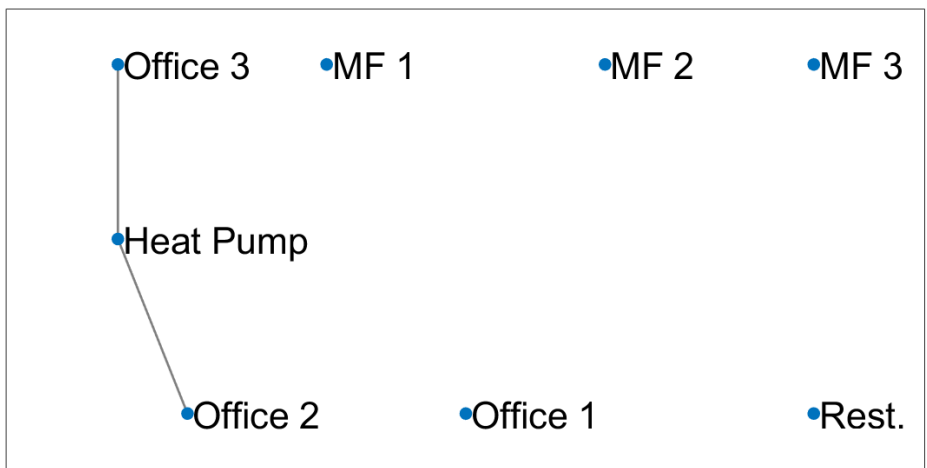 Office 3
MF 1
MF 2
MF 3
Heat Pump
Office 2
Office 1
Rest.